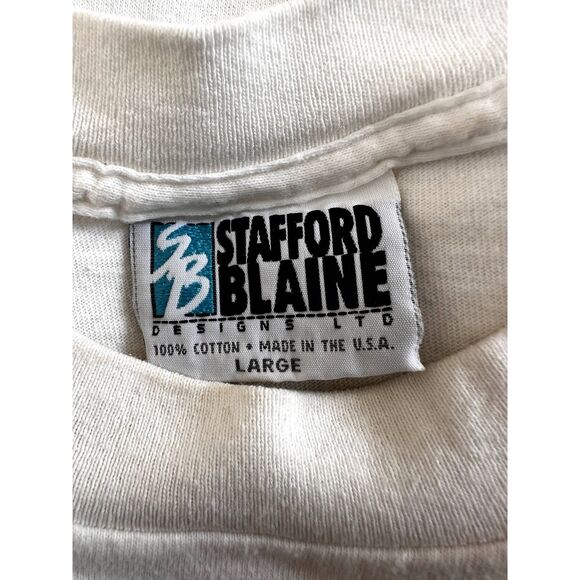 SB STAFFORD
BLAINE
DESIGNS LTD
100% COTTON • MADE IN THE U.S.A.
LARGE